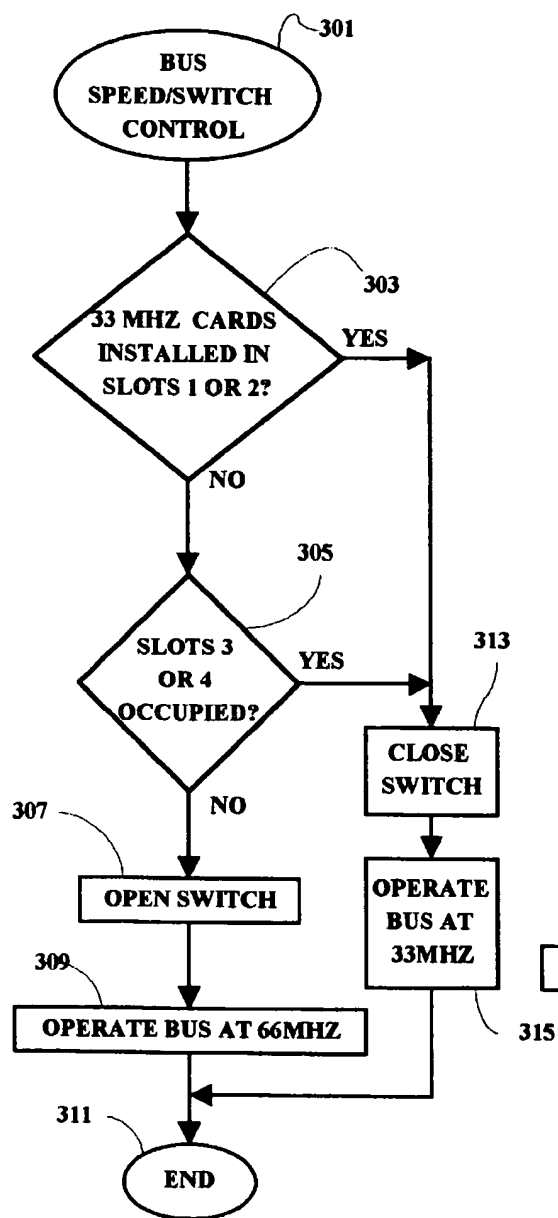 301
BUS
SPEED/SWITCH
CONTROL
303
33 MHZ CARDS
INSTALLED IN
SLOTS 1 OR 2?
YES
NO
305
SLOTS 3
OR 4
OCCUPIED?
YES
313
CLOSE
SWITCH
NO
307
OPEN SWITCH
OPERATE
BUS AT
33MHZ
309
OPERATE BUS AT 66MHZ
315
311
END